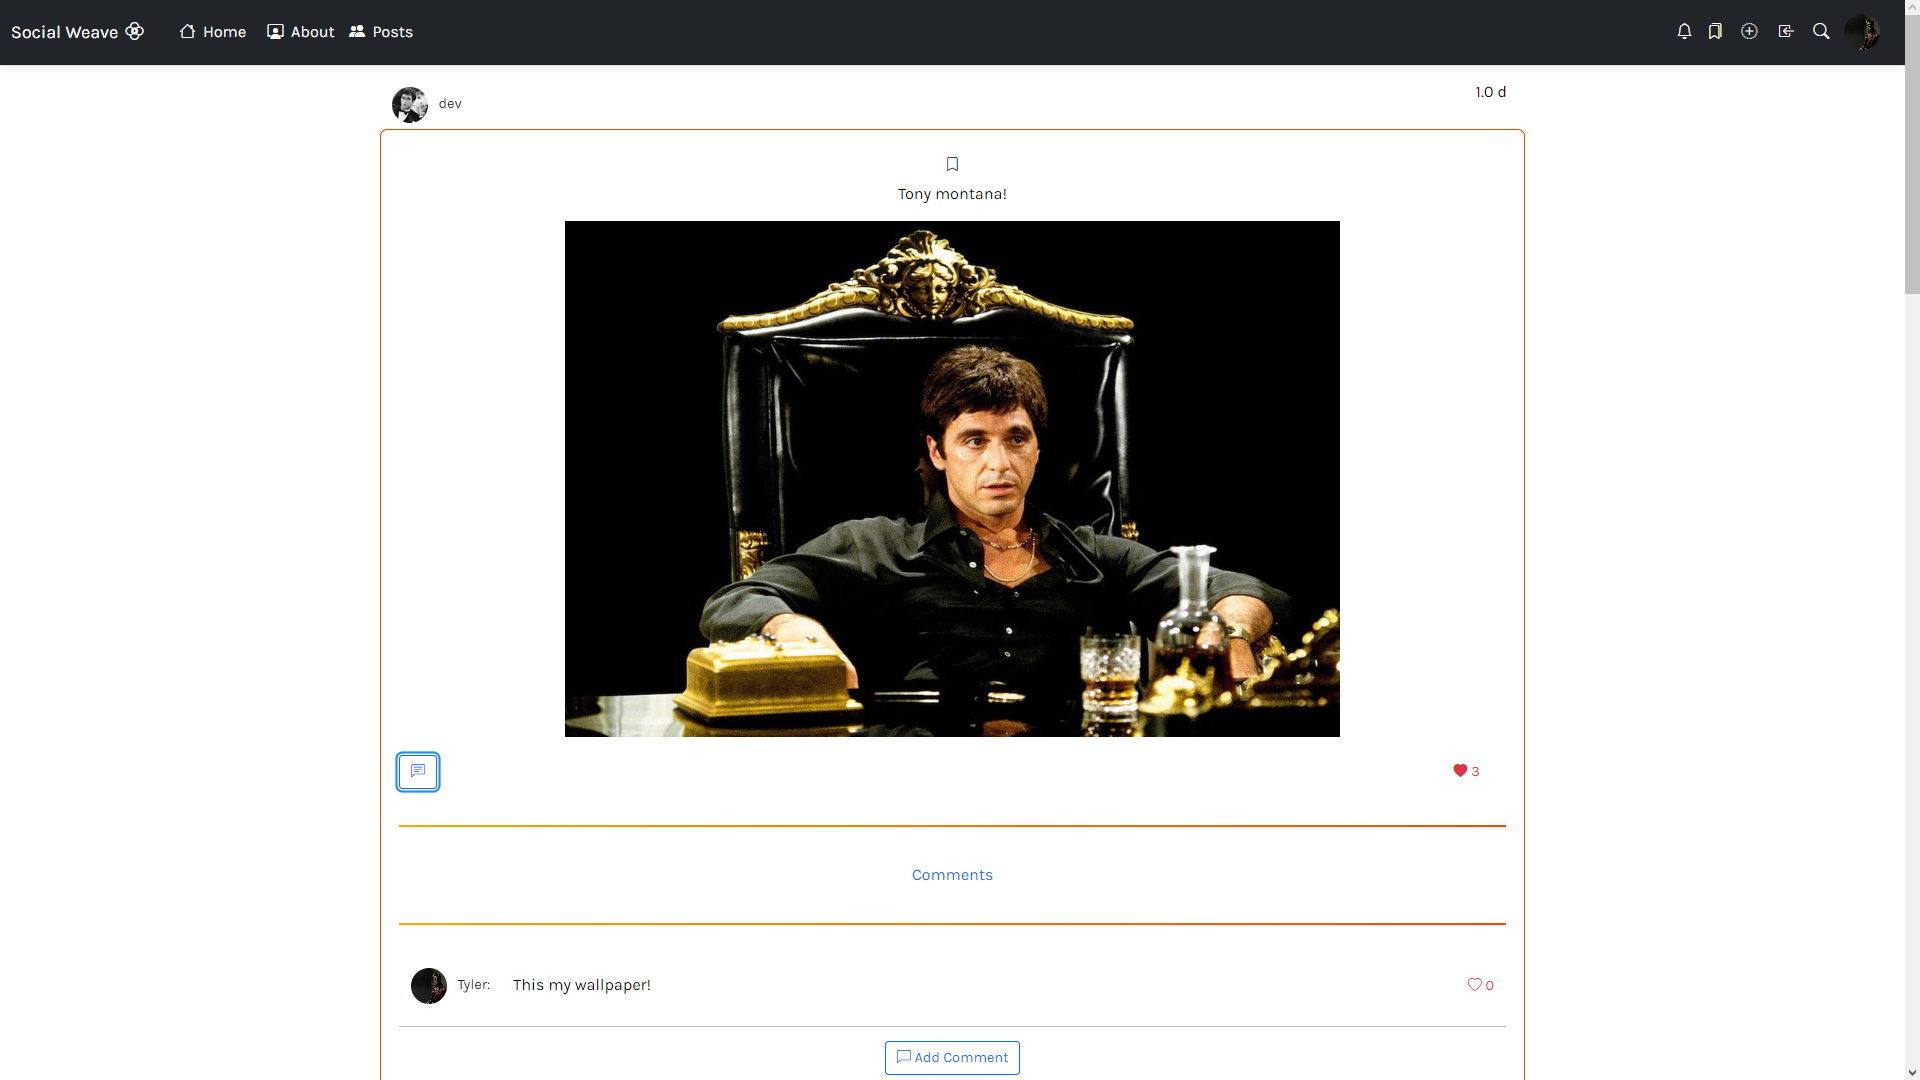 Social Weave
Home
About
Posts
dev
1.0 d
Tony montana!
3
Comments
Tyler:
This my wallpaper!
0
Add Comment